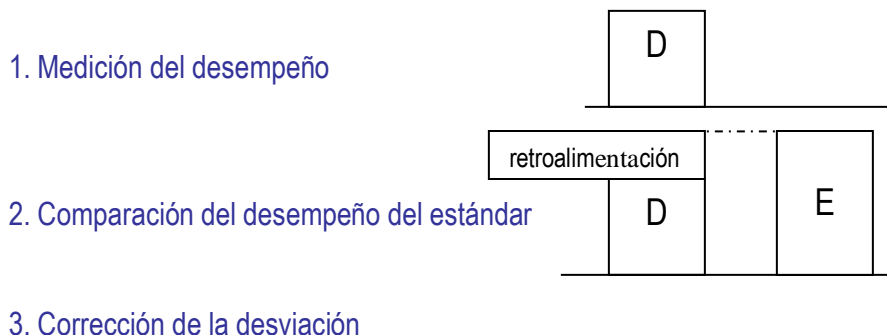 D
1. Medición del desempeño
retroalimentación
2. Comparación del desempeño del estándar
D
E
3. Corrección de la desviación